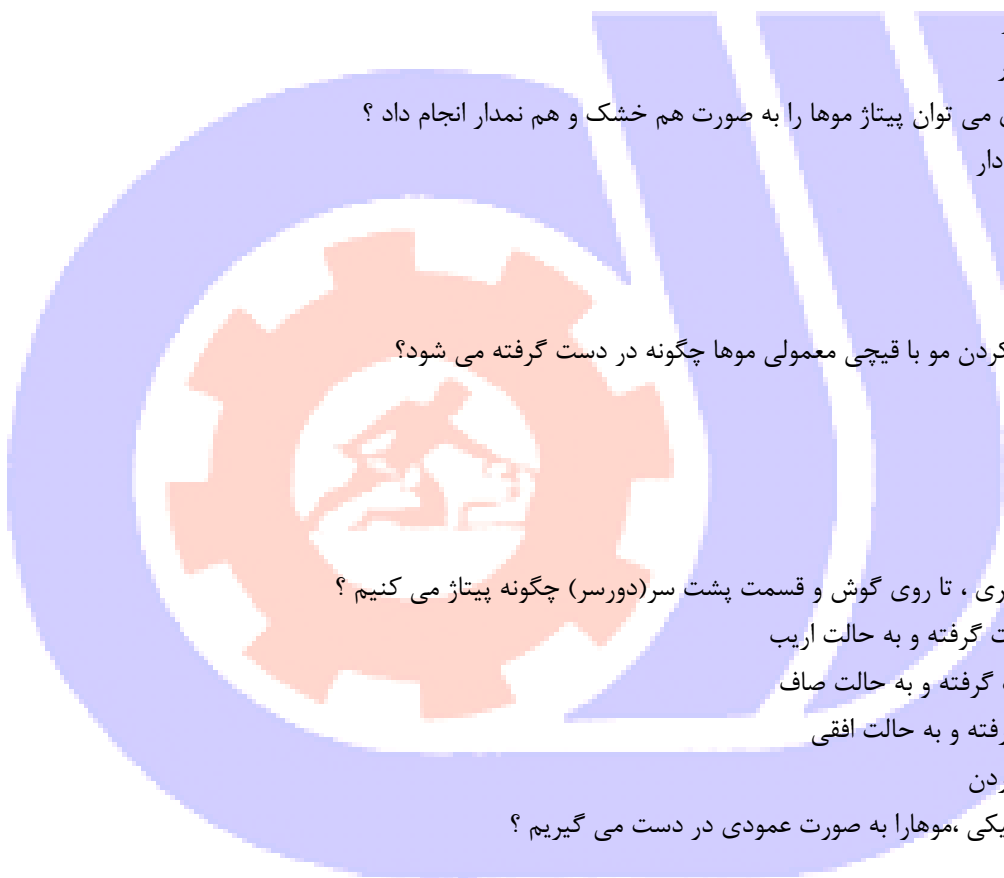 می توان پیتاژ موها را به صورت هم خشک و هم نمدار انجام داد ؟
دار
کردن مو با قیچی معمولی موها چگونه در دست گرفته می شود؟
ری ، تا روی گوش و قسمت پشت سر(دورسر) چگونه پیتاژ می کنیم ؟
ت گرفته و به حالت اریب
گرفته و به حالت صاف
رفته و به حالت افقی
ردن
یکی ،موهارا به صورت عمودی در دست می گیریم ؟